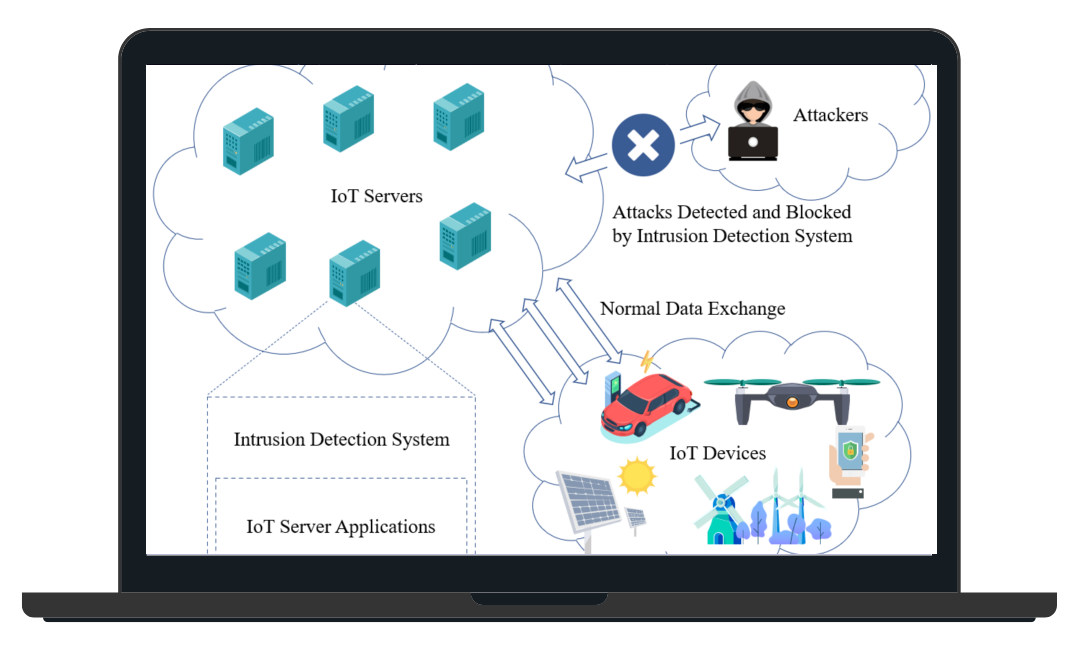 Attackers
IoT Servers
Attacks Detected and Blocked
by Intrusion Detection System
Normal Data Exchange
Intrusion Detection System
IoT Devices
IoT Server Applications